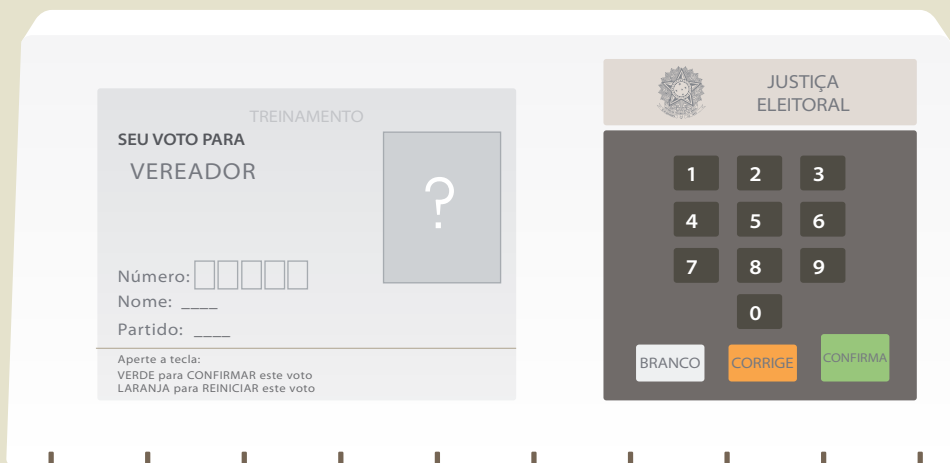 TREINAMENTO
SEU VOTO PARA
VEREADOR
?
Número:
Nome: ____
Partido: ____
Aperte a tecla:
VERDE para CONFIRMAR este voto
LARANJA para REINICIAR este voto
JUSTIÇA
ELEITORAL
1 2 3
4 5 6
7 8 9
0
BRANCO CORRIGE CONFIRMA